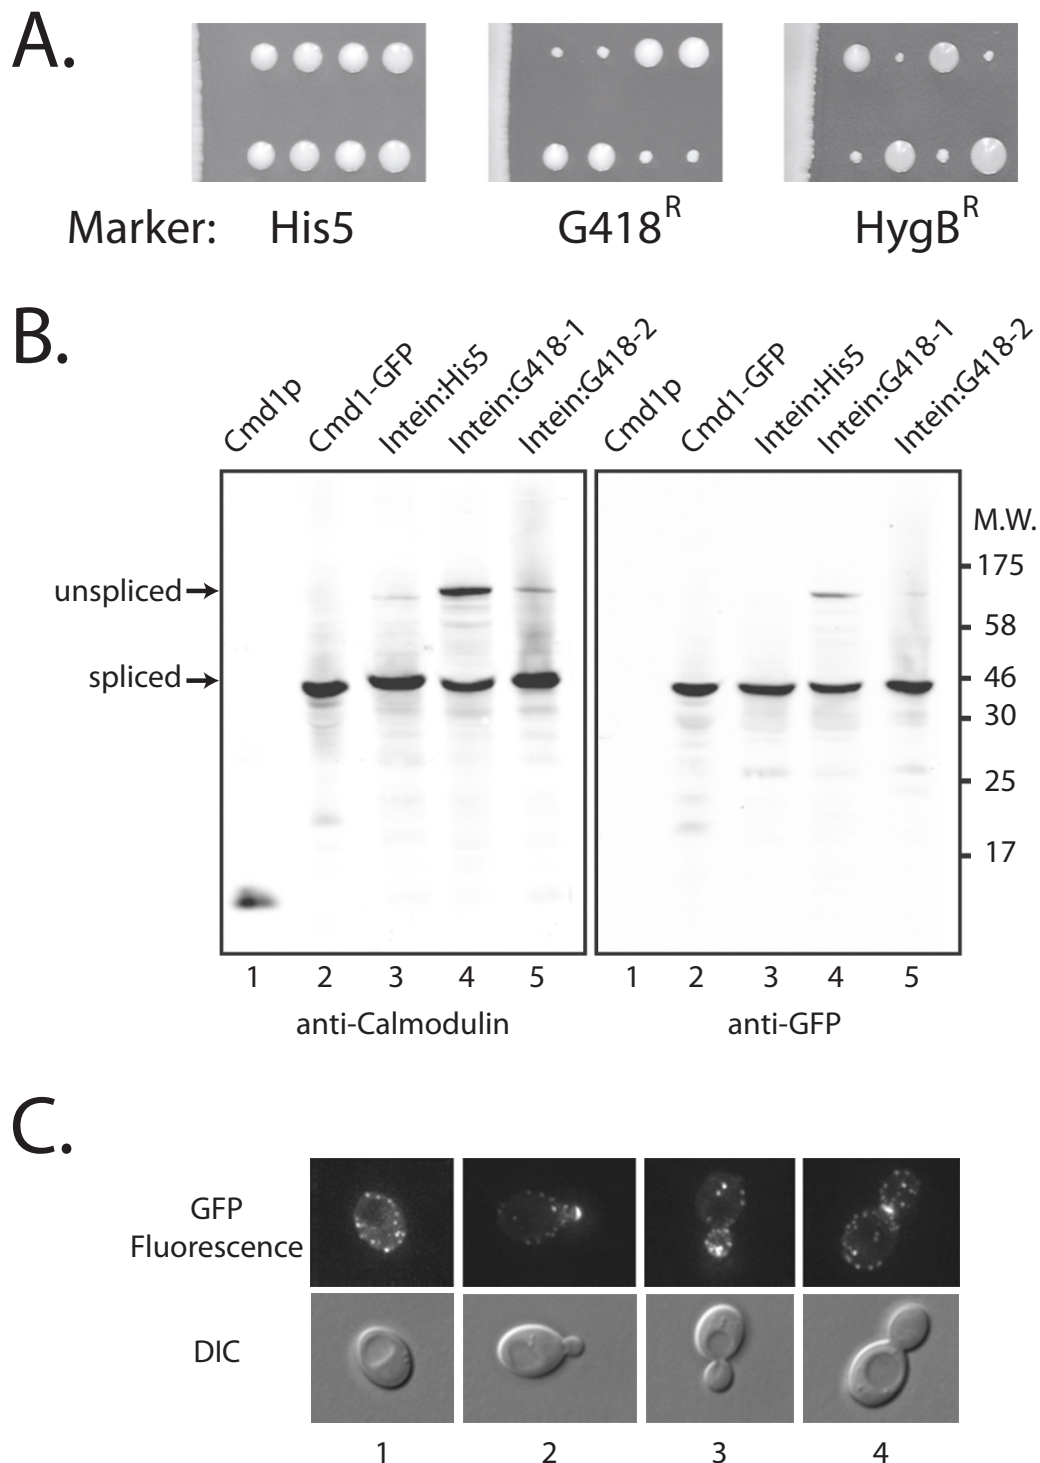 A.
Marker: His5 G418R HygBR
B.
Cmd1p Cmd1-GFP Intein:His5 Intein:G418-1 Intein:G418-2 Cmd1p Cmd1-GFP Intein:His5 Intein:G418-1 Intein:G418-2
M.W.
175
unspliced
58
spliced
46
30
25
17
1 2 3 4 5 1 2 3 4 5
anti-Calmodulin anti-GFP
C.
GFP
Fluorescence
DIC
1 2 3 4